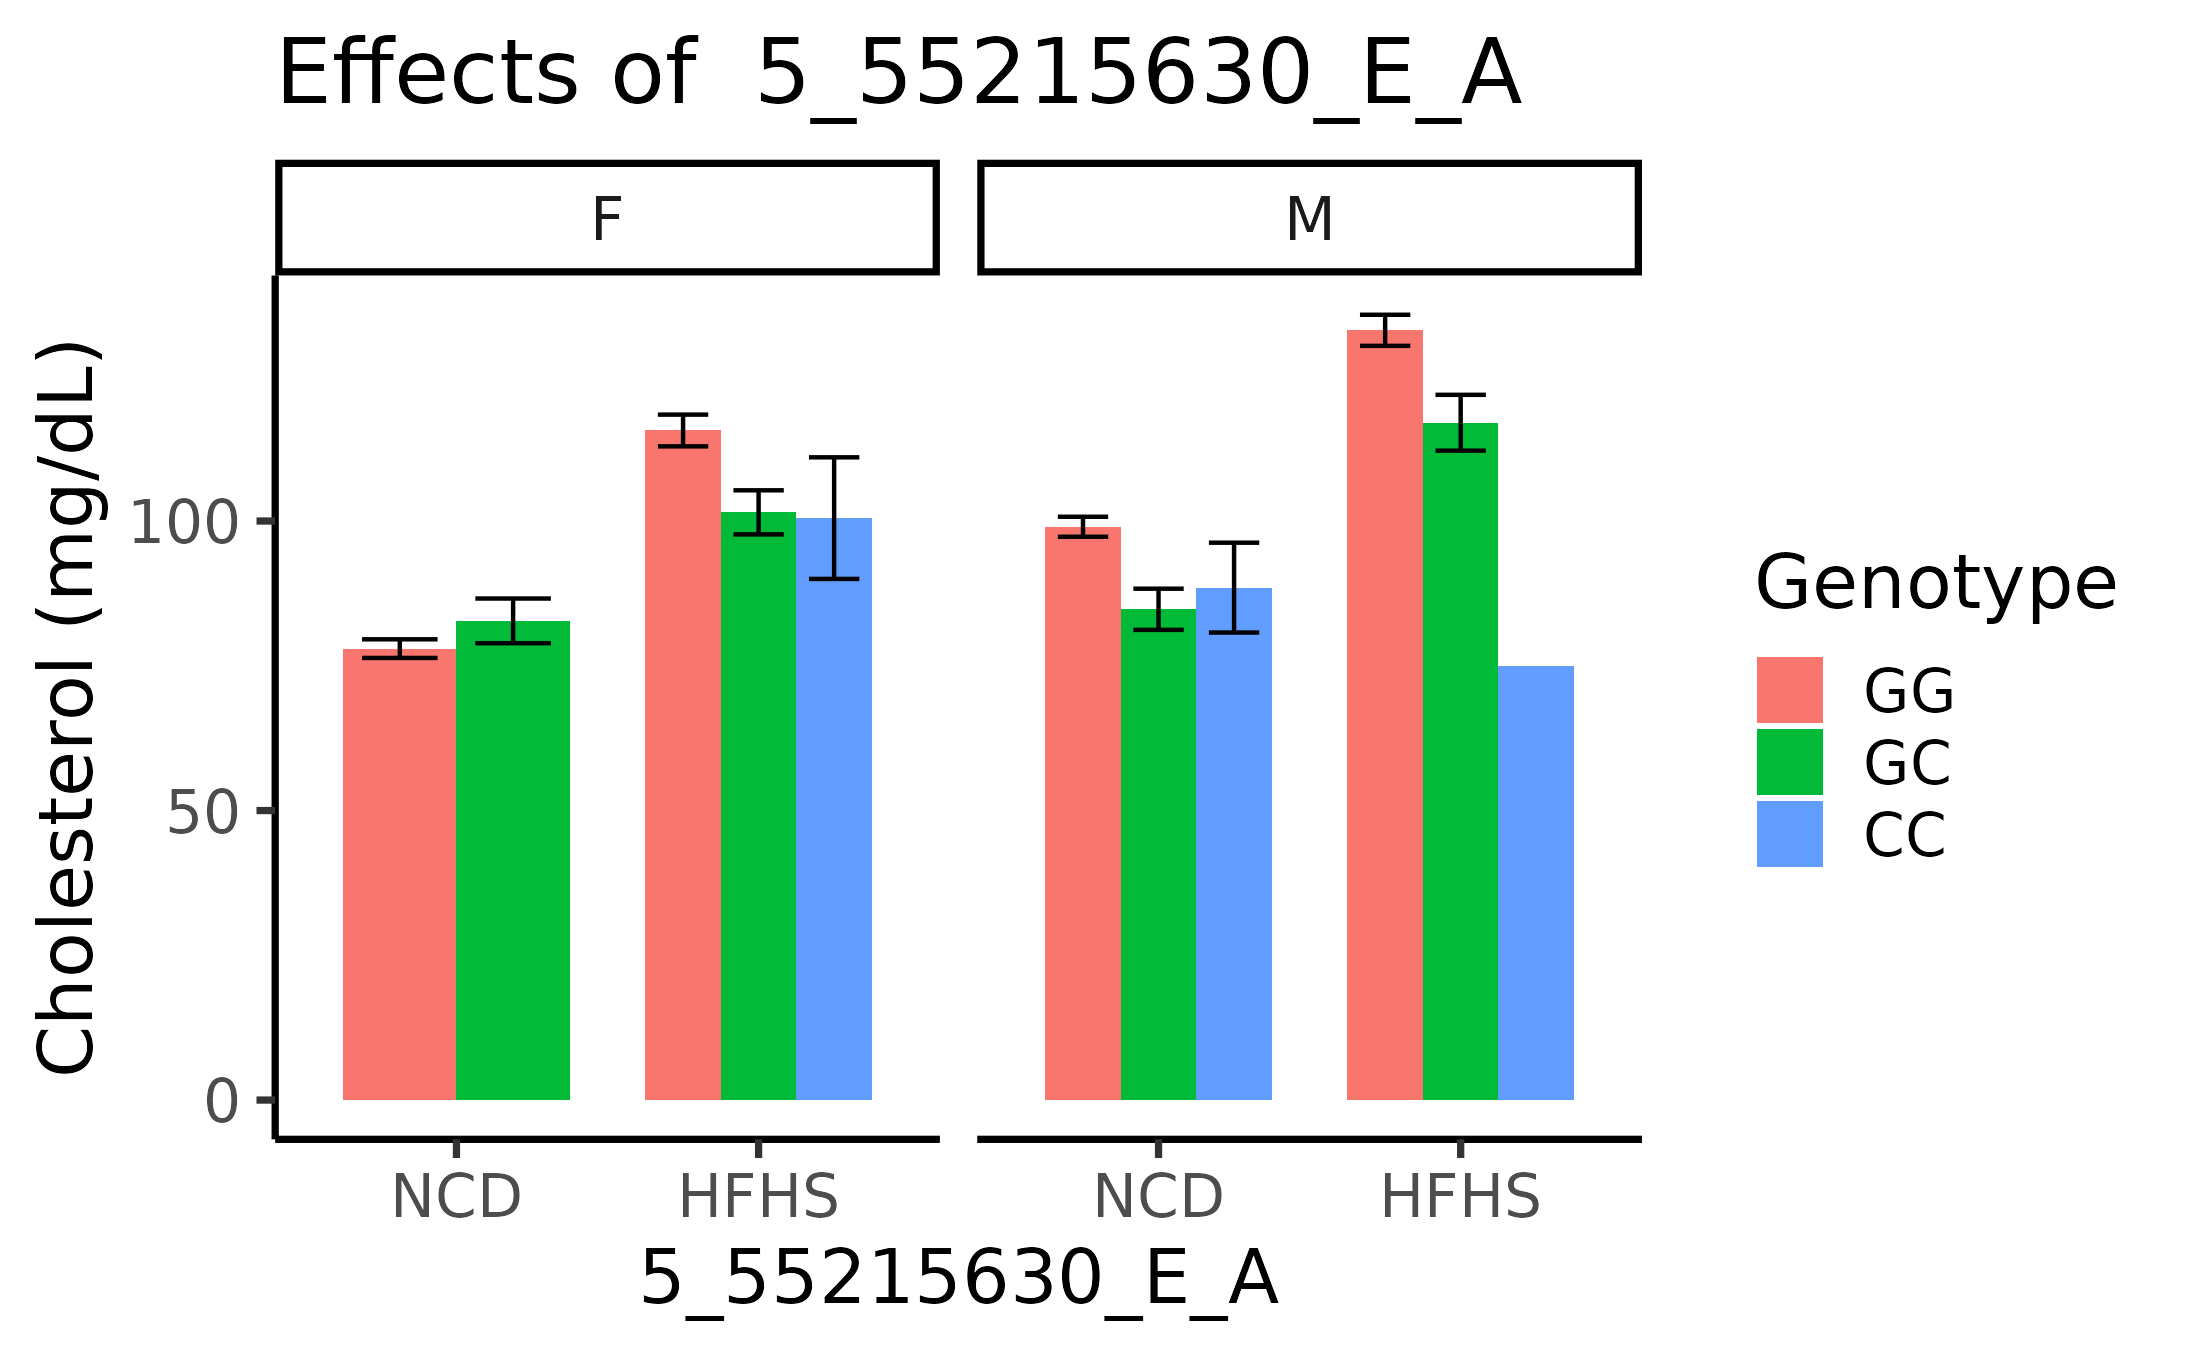 Effects of  5_55215630_E_A
F
M
Cholesterol (mg/dL)
100
50
0
NCD
HFHS
NCD
HFHS
5_55215630_E_A
Genotype
GG
GC
CC